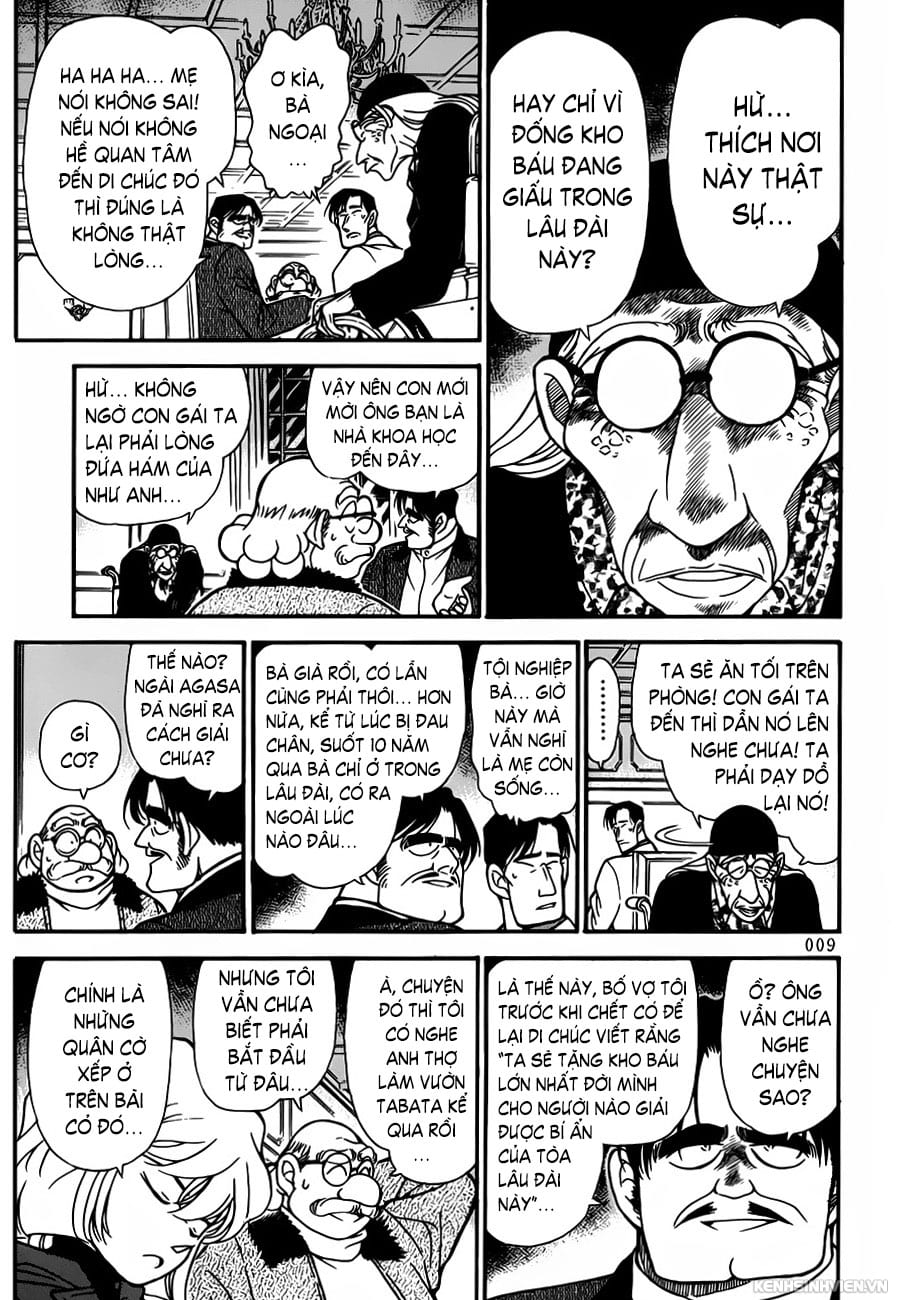 HỪ...
THÍCH NƠI
NÀY THẬT
SỰ...
HAY CHỈ VÌ
ĐỐNG KHO
BÁU ĐANG
GIẤU TRONG
LÂU ĐÀI
NÀY?
Ơ KÌA,
BÀ
NGOẠI
...
HA HA HA... MẸ
NÓI KHÔNG SAI!
NẾU NÓI KHÔNG
HỀ QUAN TÂM
ĐẾN DI CHÚC ĐÓ
THÌ ĐÚNG LÀ
KHÔNG THẬT
LÒNG...
VẬY NÊN CON MỚI
MỜI ÔNG BẠN LÀ
NHÀ KHOA HỌC
ĐẾN ĐÂY...
HỪ... KHÔNG
NGỜ CON GÁI TA
LẠI PHẢI LÒNG
ĐỨA HÁM CỦA
NHƯ ANH...
TA SẼ ĂN TỐI TRÊN
PHÒNG! CON GÁI TA
ĐẾN THÌ DẪN NÓ LÊN
NGHE CHƯA! TA
PHẢI DẠY DỖ
LẠI NÓ!
.........
TỘI NGHIỆP
BÀ... GIỜ
NÀY MÀ
VẪN NGHĨ
LÀ MẸ CÒN
SỐNG...
BÀ GIÀ RỒI, CÓ LẨN
CŨNG PHẢI THÔI... HƠN
NỮA, KỂ TỪ LÚC BỊ ĐAU
CHÂN, SUỐT 10 NĂM
QUA BÀ CHỈ Ở TRONG
LÂU ĐÀI, CÓ RA
NGOÀI LÚC
NÀO ĐÂU...
THẾ NÀO?
NGÀI AGASA
ĐÃ NGHĨ RA
CÁCH GIẢI
CHƯA?
GÌ
CƠ?
009
Ồ? ÔNG
VẪN CHƯA
NGHE
CHUYỆN
SAO?
LÀ THẾ NÀY, BỐ VỢ TÔI
TRƯỚC KHI CHẾT CÓ ĐỂ
LẠI DI CHÚC VIẾT RẰNG
"TA SẼ TẶNG KHO BÁU
LỚN NHẤT ĐỜI MÌNH
CHO NGƯỜI NÀO GIẢI
ĐƯỢC BÍ ẨN
CỦA TÒA
LÂU ĐÀI
NÀY"
À, CHUYỆN
ĐÓ THÌ TÔI
CÓ NGHE
ANH THỢ
LÀM VƯỜN
TABATA KỂ
QUA RỒI
...
NHƯNG TÔI
VẪN CHƯA
BIẾT PHẢI
BẮT ĐẦU
TỪ ĐÂU...
CHÍNH LÀ
NHỮNG
QUÂN CỜ
XẾP Ở
TRÊN BÃI
CỎ ĐÓ...
KENHSINHVIEN.VN